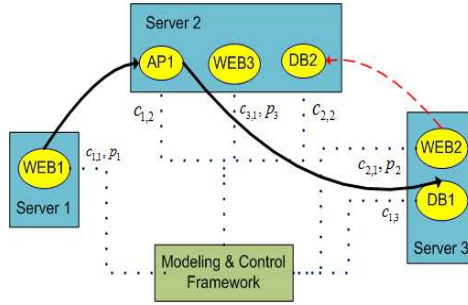 Server 2
AP1
WEB3
DB2
c1,2
c3,1, p3
c2,2
WEB1
c1,1, p1
Server 1
WEB2
c2,1, p2
DB1
c1,3
Server 3
Modeling & Control
Framework